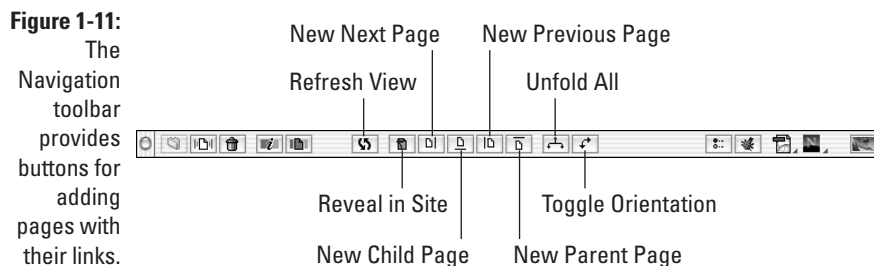 Figure 1-11:
The
Navigation
toolbar
provides
buttons for
adding
pages with
their links.
New Next Page
New Previous Page
Refresh View
Unfold All
Reveal in Site
Toggle Orientation
New Child Page
New Parent Page